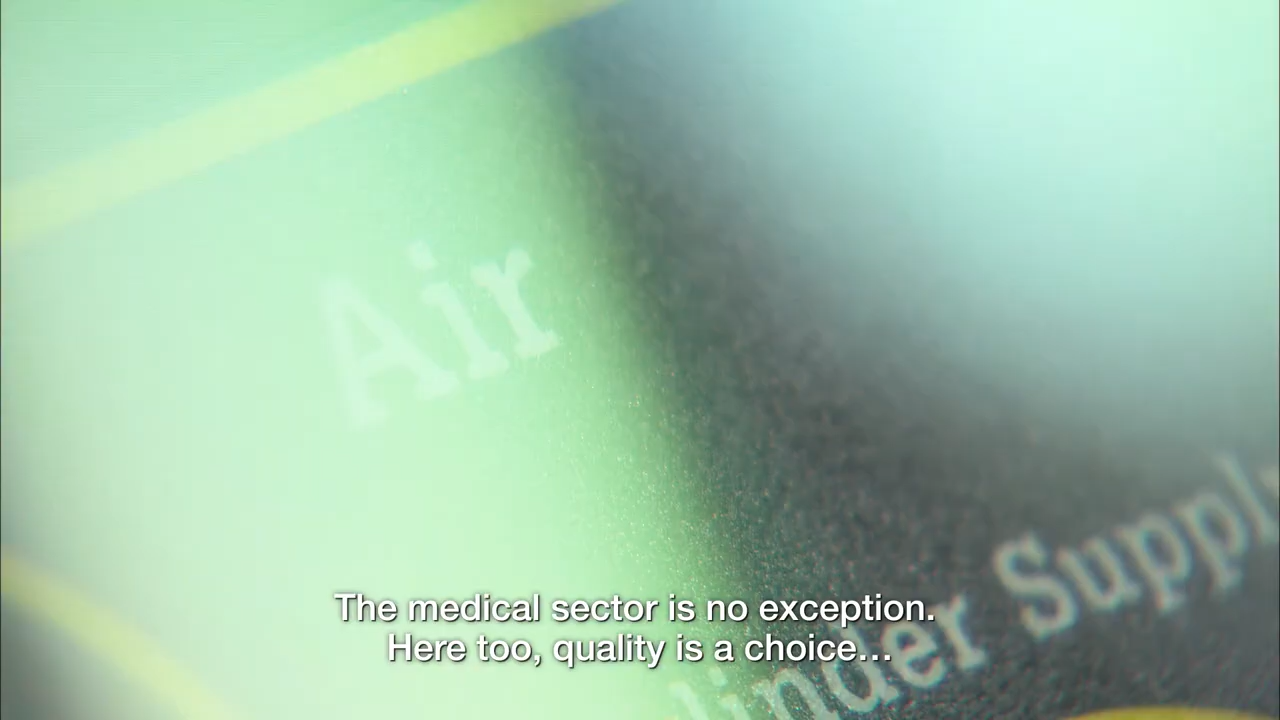 Air
Supply
The medical sector is no exception.
Here too, quality is a choice…